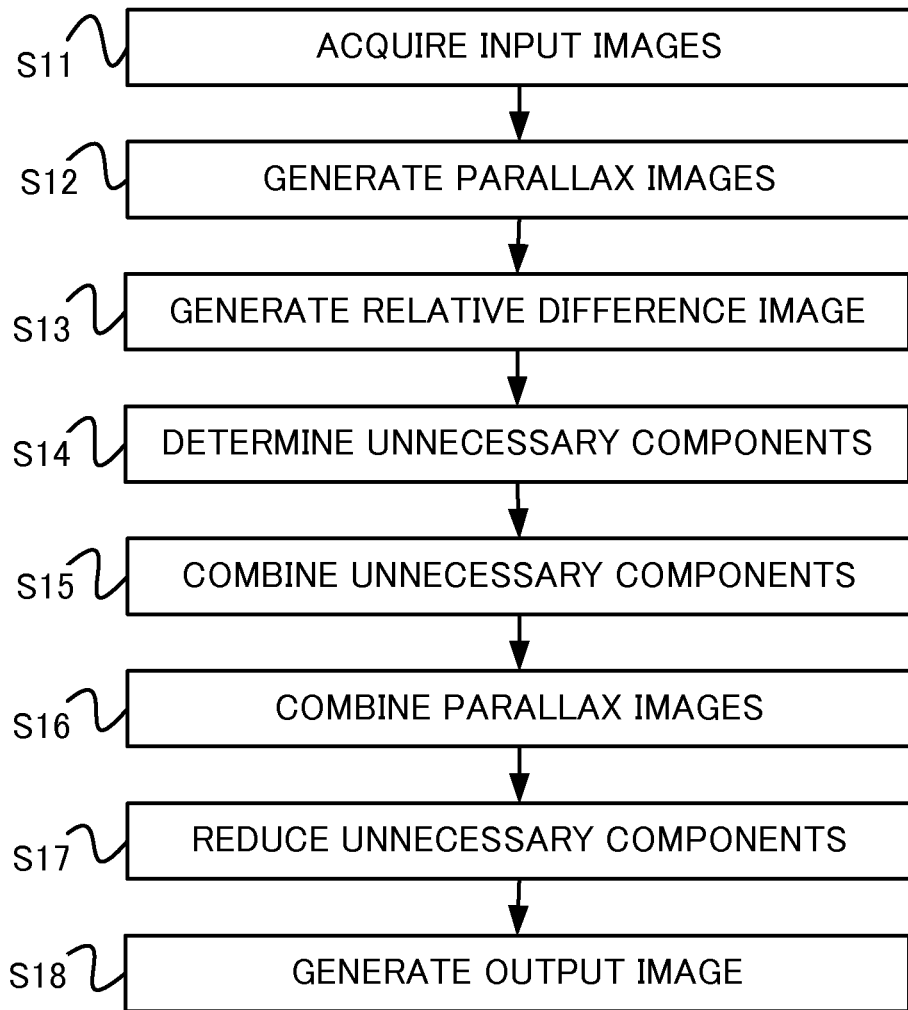 S11 ACQUIRE INPUT IMAGES
S12 GENERATE PARALLAX IMAGES
S13 GENERATE RELATIVE DIFFERENCE IMAGE
S14 DETERMINE UNNECESSARY COMPONENTS
S15 COMBINE UNNECESSARY COMPONENTS
S16 COMBINE PARALLAX IMAGES
S17 REDUCE UNNECESSARY COMPONENTS
S18 GENERATE OUTPUT IMAGE